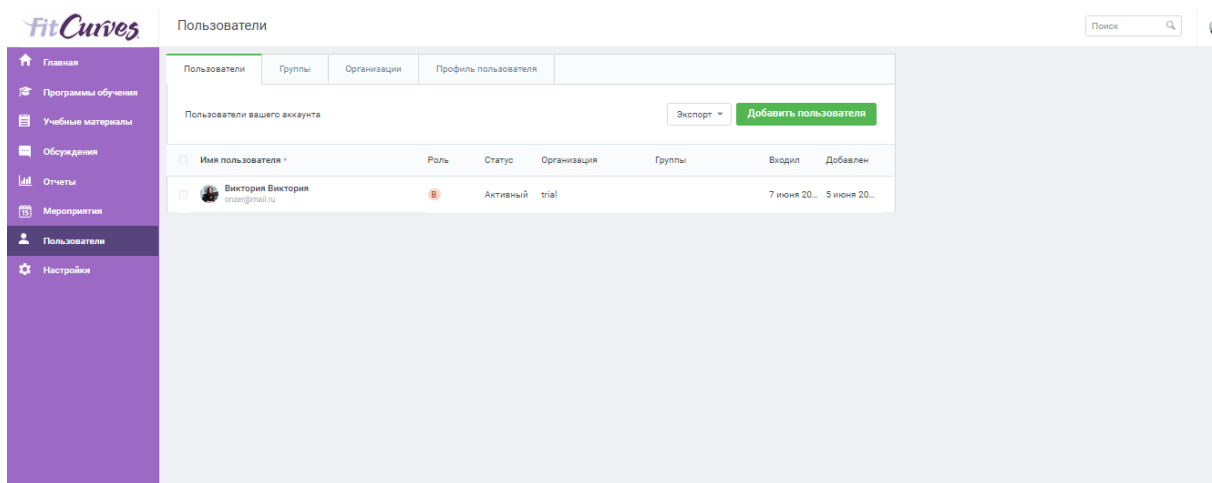 FitCurves
Пользователи
Поиск
Главная
Программы обучения
Учебные материалы
Обсуждения
Отчеты
15 Мероприятия
Пользователи
Настройки
Пользователи Группы Организации Профиль пользователя
Пользователи вашего аккаунта Экспорт Добавить пользователя
Имя пользователя Роль Статус Организация Группы Входил Добавлен
Виктория Виктория В Активный trial 7 июня 20... 5 июня 20...
onzer@mail.ru